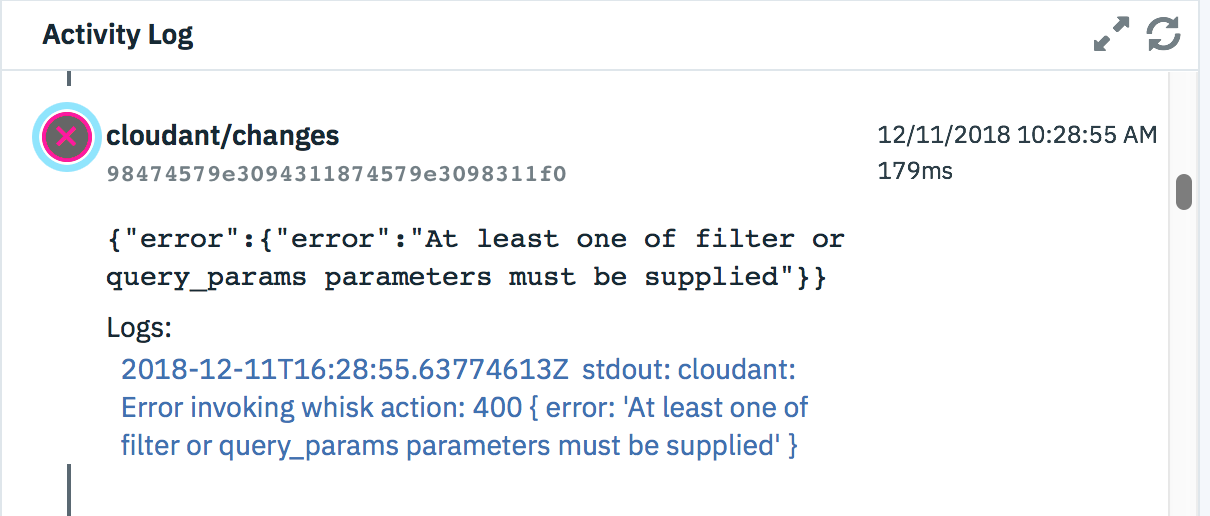 Activity Log
cloudant/changes
12/11/2018 10:28:55 AM
98474579e3094311874579e3098311f0
179ms
{"error":{"error":"At least one of filter or
query_params parameters must be supplied"}}
Logs:
2018-12-11T16:28:55.63774613Z stdout: cloudant:
Error invoking whisk action: 400 { error: 'At least one of
filter or query_params parameters must be supplied' }